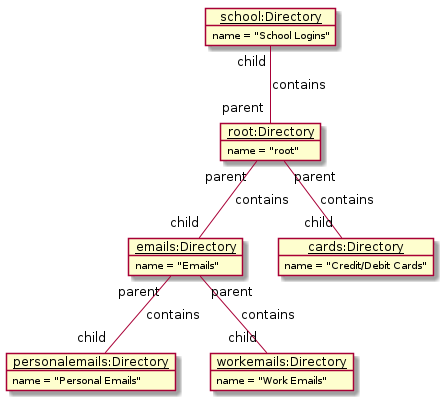 school:Directory
name = "School Logins"
child
contains
parent
root:Directory
name = "root"
parent
parent
contains
contains
child
child
emails:Directory
name = "Emails"
cards:Directory
name = "Credit/Debit Cards"
parent
parent
contains
contains
child
child
personalemails:Directory
name = "Personal Emails"
workemails:Directory
name = "Work Emails"